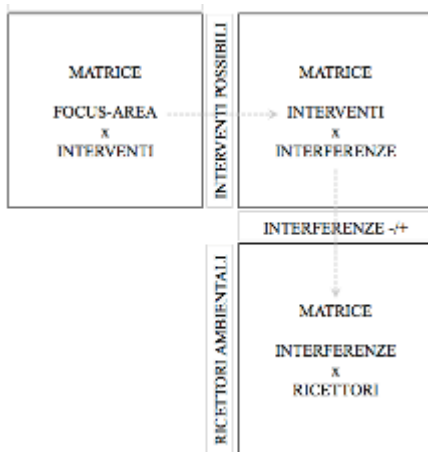 MATRICE
FOCUS-AREA
x
INTERVENTI
INTERVENTI POSSIBILI
MATRICE
INTERVENTI
x
INTERFERENZE
INTERFERENZE -/+
RICETTORI AMBIENTALI
MATRICE
INTERFERENZE
x
RICETTORI